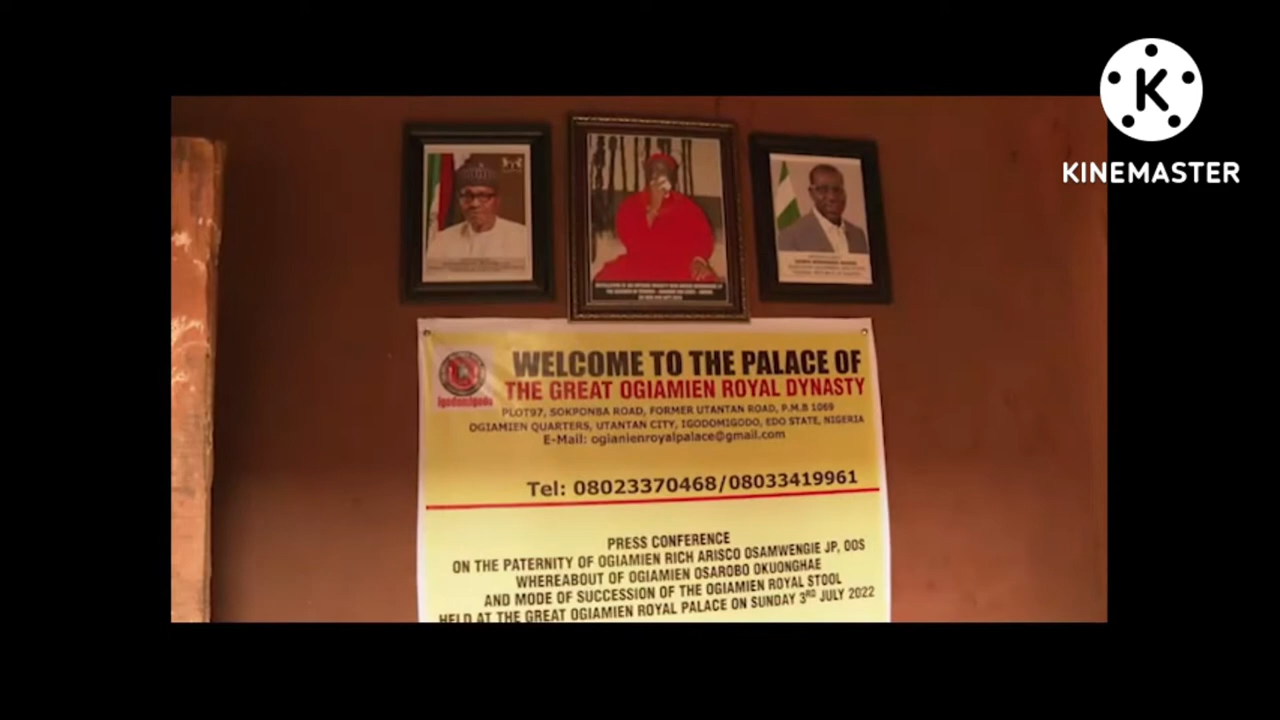 K
KINEMASTER
WELCOME TO THE PALACE OF
THE GREAT OGIAMIEN ROYAL DYNASTY
Igodomigodo
PLOT97, SOKPONBA ROAD, FORMER UTANTAN ROAD, P.M.B 1069
OGIAMIEN QUARTERS, UTANTAN CITY, IGODOMIGODO, EDO STATE, NIGERIA
E-Mail: ogianienroyalpalace@gmail.com
Tel: 08023370468/08033419961
PRESS CONFERENCE
ON THE PATERNITY OF OGIAMIEN RICH ARISCO OSAMWENGIE JP, OOS
WHEREABOUT OF OGIAMIEN OSAROBO OKUONGHAE
AND MODE OF SUCCESSION OF THE OGIAMIEN ROYAL STOOL
HELD AT THE GREAT OGIAMIEN ROYAL PALACE ON SUNDAY 3RD JULY 2022